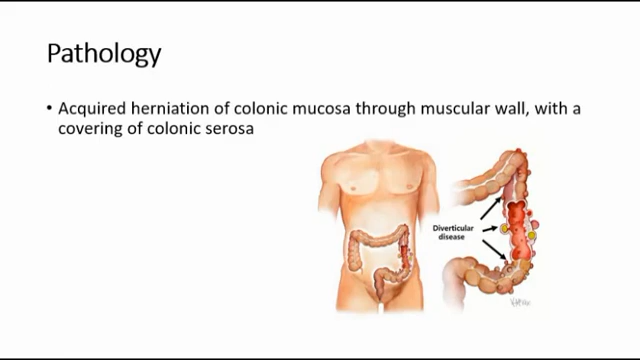 Pathology
• Acquired herniation of colonic mucosa through muscular wall, with a
covering of colonic serosa
Diverticular
disease